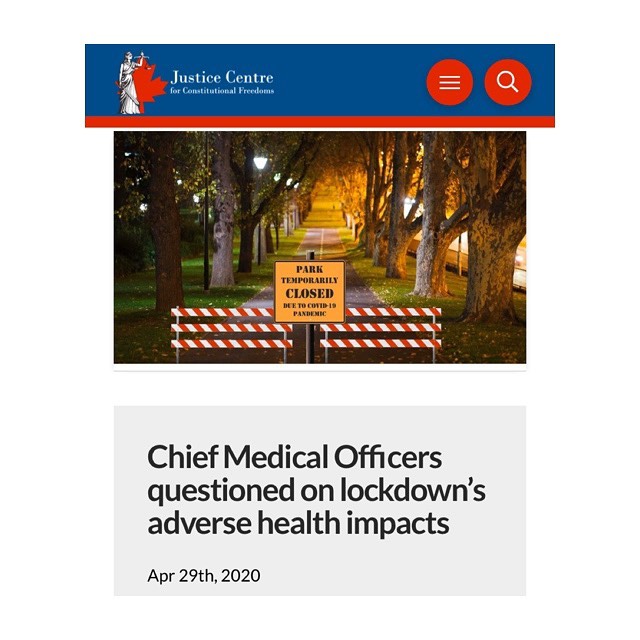 Justice Centre
for Constitutional Freedoms
PARK
TEMPORARILY
CLOSED
DUE TO COVID-19
PANDEMIC
Chief Medical Officers
questioned on lockdown's
adverse health impacts
Apr 29th, 2020